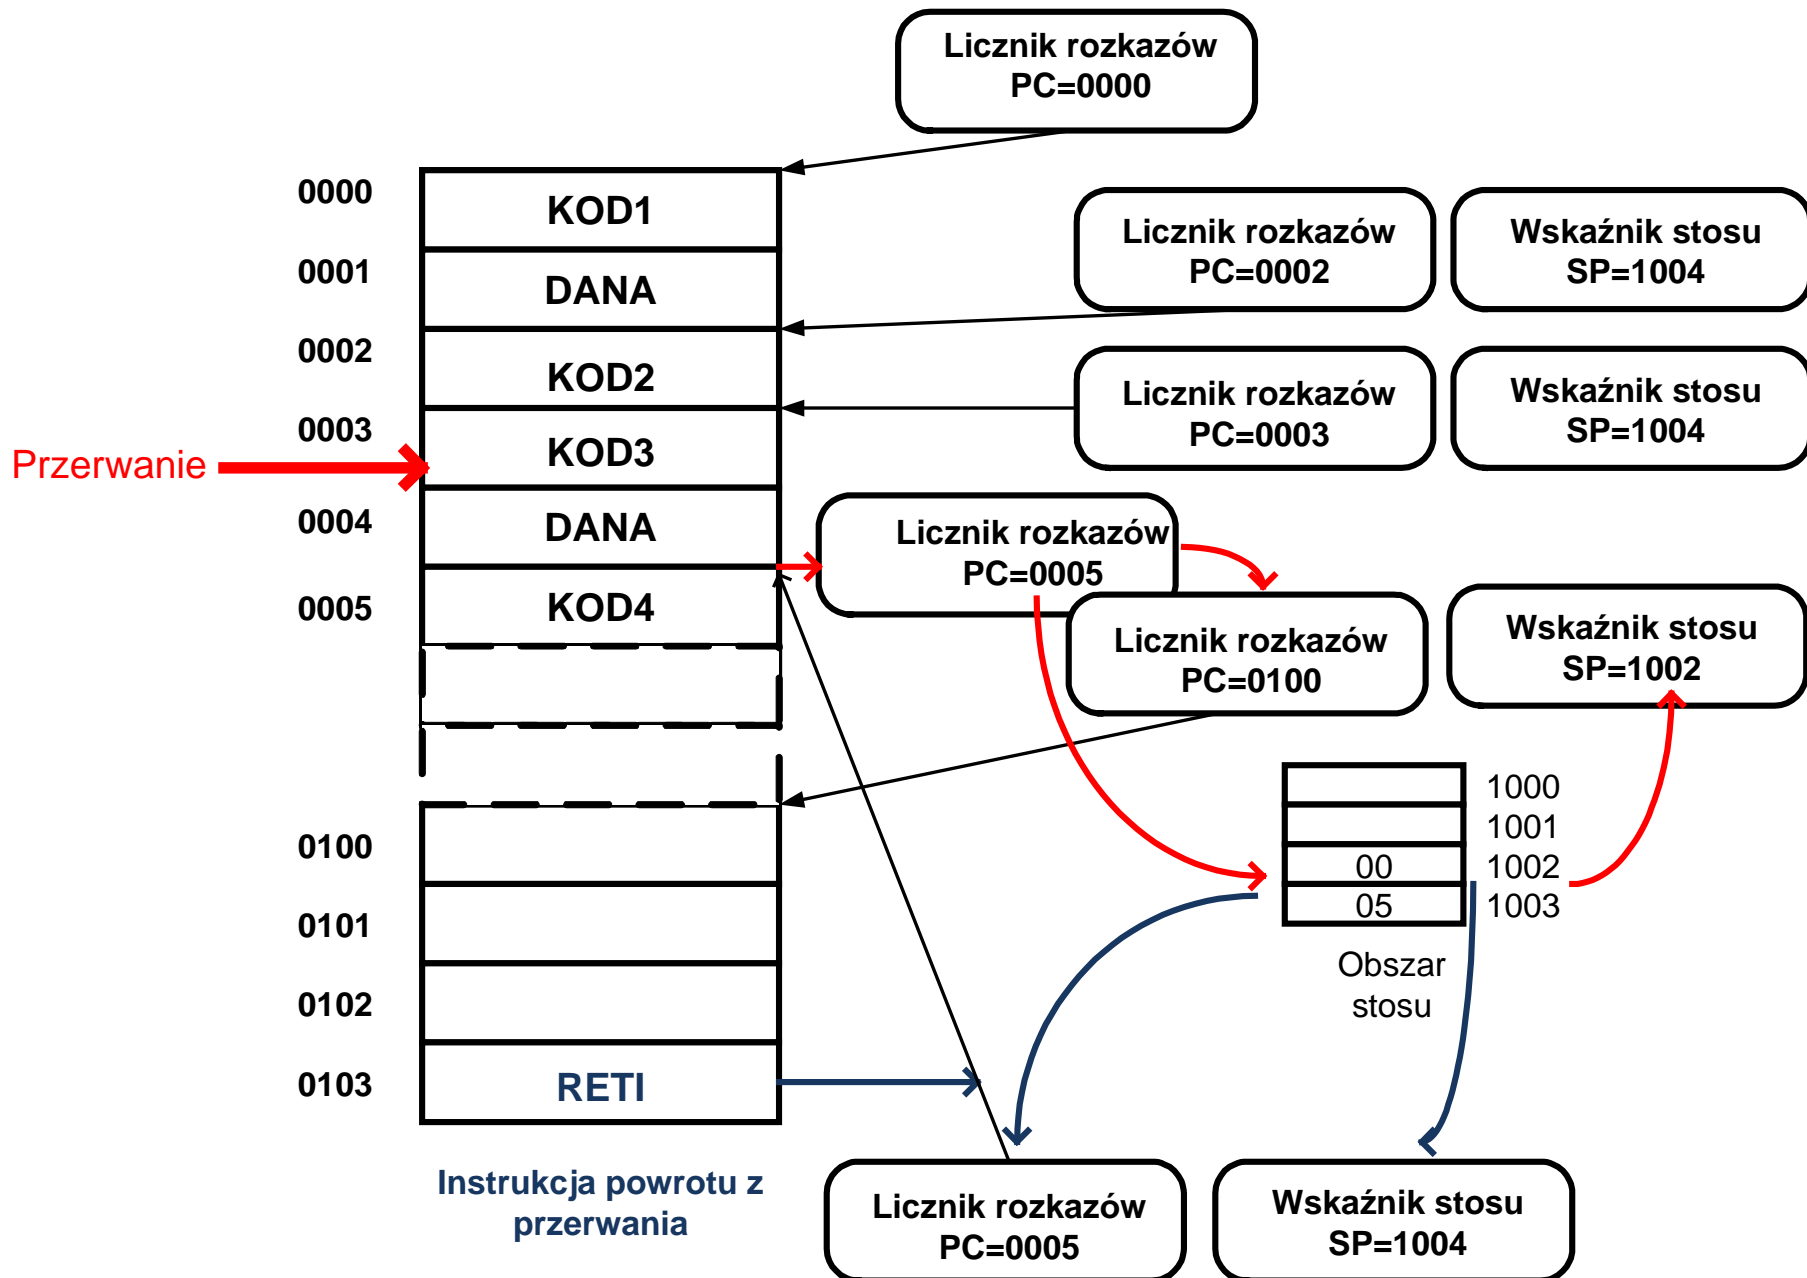 Licznik rozkazów
PC=0000
0000
KOD1
0001
DANA
Licznik rozkazów
PC=0002
Wskaźnik stosu
SP=1004
0002
KOD2
Licznik rozkazów
PC=0003
Wskaźnik stosu
SP=1004
0003
KOD3
Przerwanie
0004
DANA
Licznik rozkazów
PC=0005
0005
KOD4
Licznik rozkazów
PC=0100
Wskaźnik stosu
SP=1002
1000
1001
00
1002
05
1003
Obszar
stosu
0100
0101
0102
0103
RETI
Instrukcja powrotu z
przerwania
Licznik rozkazów
PC=0005
Wskaźnik stosu
SP=1004